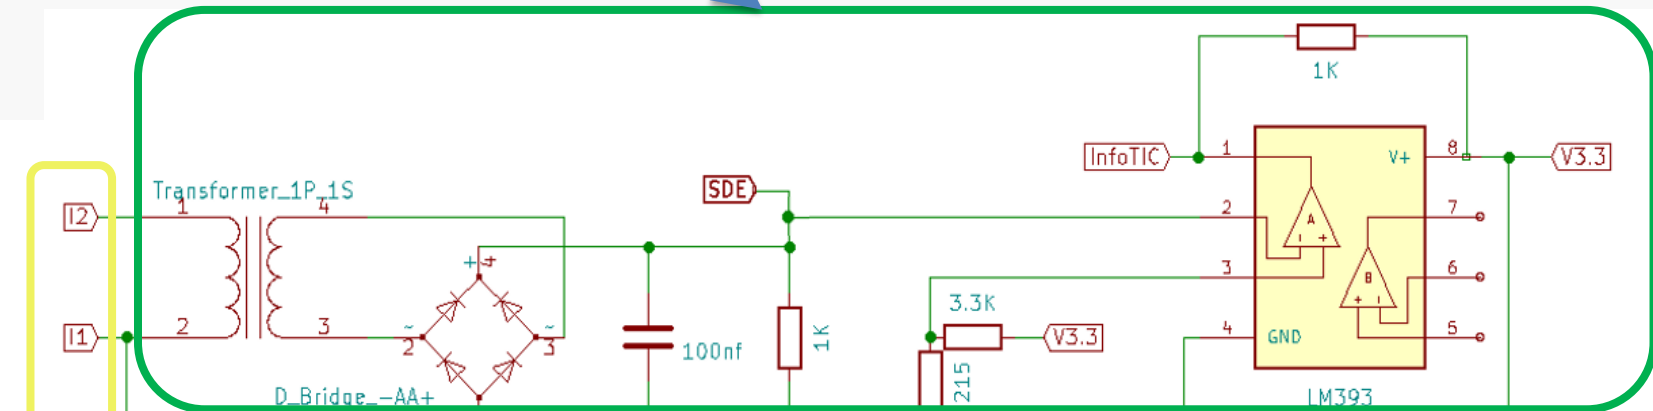 1K
InfoTIC
1
V+
8
V3.3
Transformer_1P_1S
SDE
I2
1
4
2
7
A
- +
+ 4
3
6
B
+ -
3.3K
I1
2
3
~
2
~
3
100nf
1K
V3.3
4
GND
5
215
D_Bridge_-AA+
LM393